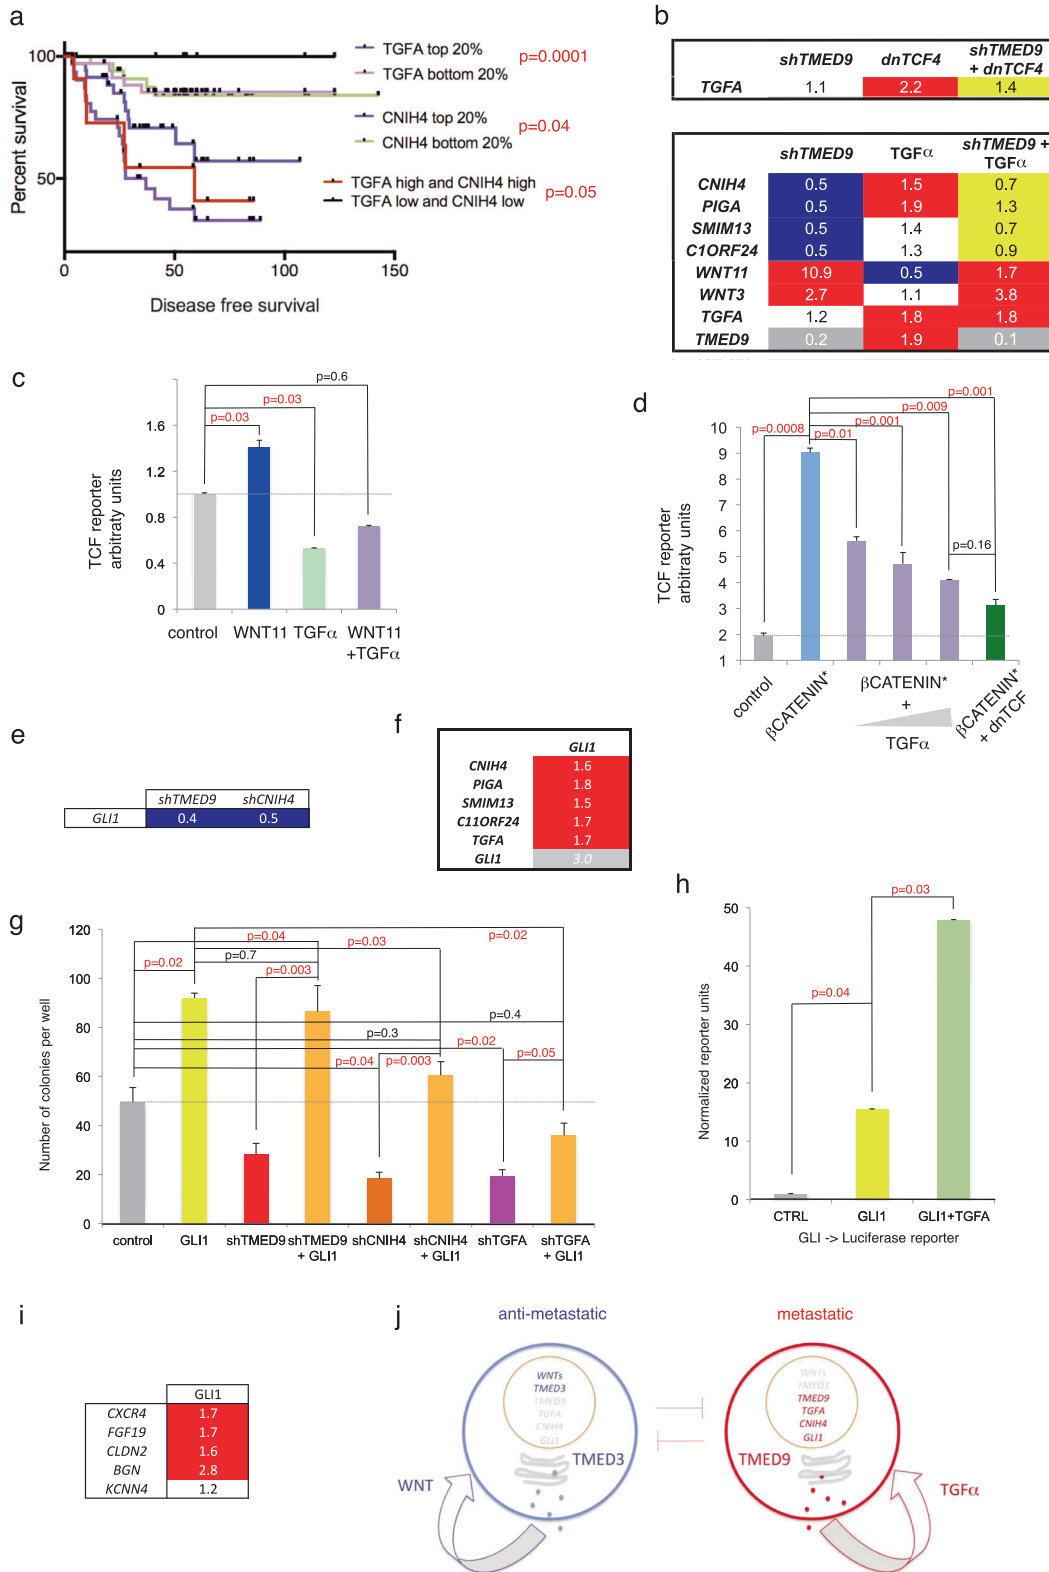 a
100
50
0
50
100
150
Percent survival
Disease free survival
TGFA top 20%
TGFA bottom 20%
p=0.0001
CNIH4 top 20%
CNIH4 bottom 20%
p=0.04
TGFA high and CNIH4 high
TGFA low and CNIH4 low
p=0.05
b
shTMED9 dnTCF4 shTMED9 + dnTCF4
TGFA 1.1 2.2 1.4
shTMED9 TGFα shTMED9 + TGFα
CNIH4 0.5 1.5 0.7
PIGA 0.5 1.9 1.3
SMIM13 0.5 1.4 0.7
C1ORF24 0.5 1.3 0.9
WNT11 10.9 0.5 1.7
WNT3 2.7 1.1 3.8
TGFA 1.2 1.8 1.8
TMED9 0.2 1.9 0.1
c
TCF reporter
arbitraty units
1.6
1.2
0.8
0.4
0
p=0.6
p=0.03
p=0.03
control WNT11 TGFα WNT11
+TGFα
d
TCF reporter
arbitraty units
10
9
8
7
6
5
4
3
2
1
p=0.001
p=0.009
p=0.001
p=0.0008
p=0.01
p=0.16
control
βCATENIN*
βCATENIN*
+
TGFα
βCATENIN*
+ dnTCF
e
shTMED9 shCNIH4
GLI1 0.4 0.5
f
GLI1
CNIH4 1.6
PIGA 1.8
SMIM13 1.5
C11ORF24 1.7
TGFA 1.7
GLI1 3.0
g
Number of colonies per well
120
100
80
60
40
20
0
p=0.04
p=0.03
p=0.02
p=0.02
p=0.7
p=0.003
p=0.4
p=0.3
p=0.02
p=0.04
p=0.003
p=0.05
control GLI1 shTMED9 shTMED9 shCNIH4 shCNIH4 shTGFA shTGFA
+ GLI1 + GLI1 + GLI1
h
Normalized reporter units
50
40
30
20
10
0
p=0.03
p=0.04
CTRL GLI1 GLI1+TGFA
GLI -> Luciferase reporter
i
GLI1
CXCR4 1.7
FGF19 1.7
CLDN2 1.6
BGN 2.8
KCNN4 1.2
j
anti-metastatic
metastatic
WNTs
TMED3
TMED9
TGFA
CNIH4
GLI1
TMED3
WNT
WNTs
TMED3
TMED9
TGFA
CNIH4
GLI1
TMED9
TGFα